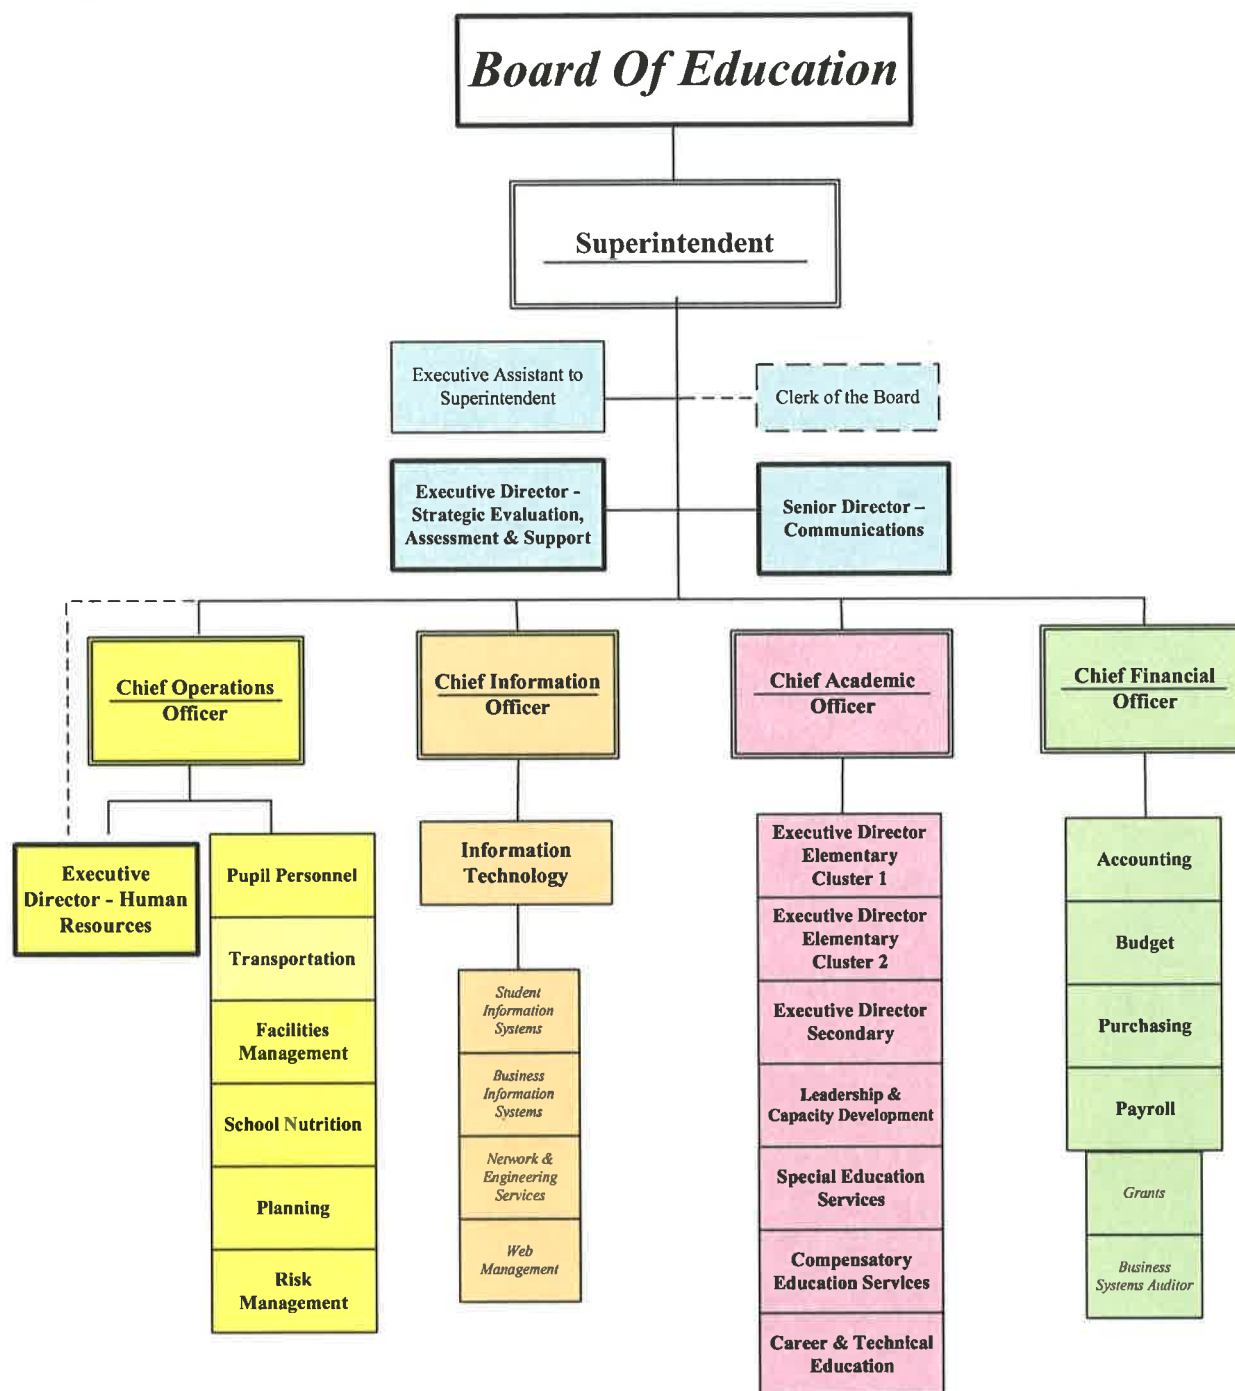 Board Of Education
Superintendent
Executive Assistant to
Superintendent
Clerk of the Board
Executive Director -
Strategic Evaluation,
Assessment & Support
Senior Director –
Communications
Chief Operations
Officer
Chief Information
Officer
Chief Academic
Officer
Chief Financial
Officer
Executive
Director - Human
Resources
Pupil Personnel
Transportation
Facilities
Management
School Nutrition
Planning
Risk
Management
Information
Technology
Student
Information
Systems
Business
Information
Systems
Network &
Engineering
Services
Web
Management
Executive Director
Elementary
Cluster 1
Executive Director
Elementary
Cluster 2
Executive Director
Secondary
Leadership &
Capacity Development
Special Education
Services
Compensatory
Education Services
Career & Technical
Education
Accounting
Budget
Purchasing
Payroll
Grants
Business
Systems Auditor